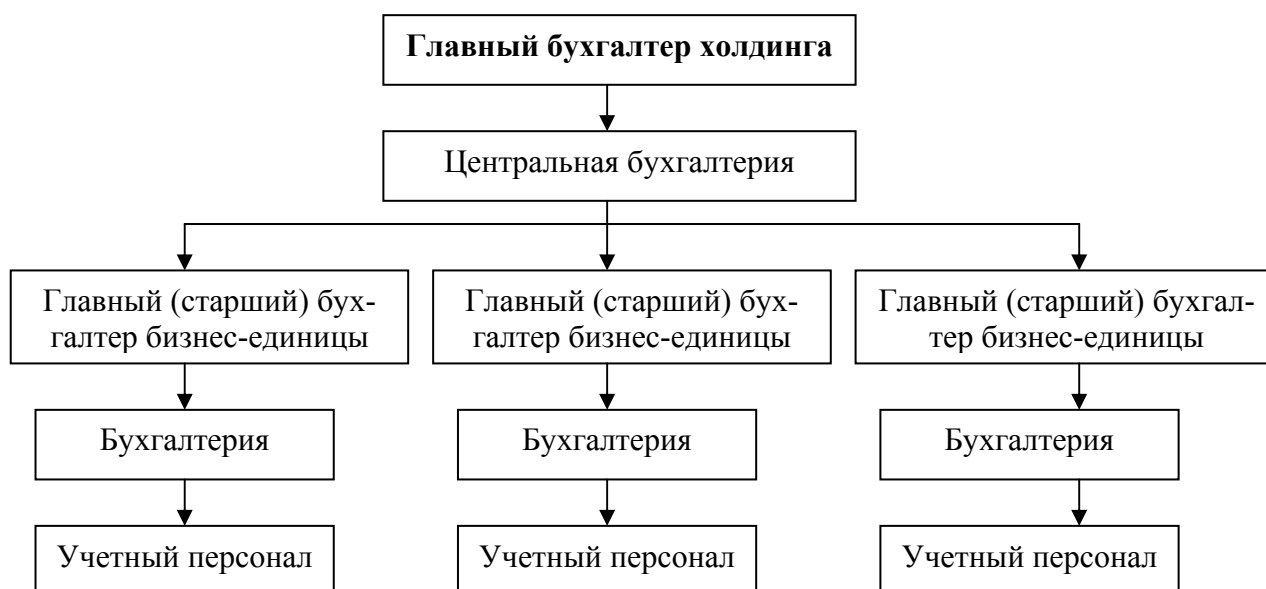 Главный бухгалтер холдинга
Центральная бухгалтерия
Главный (старший) бух-
галтер бизнес-единицы
Главный (старший) бух-
галтер бизнес-единицы
Главный (старший) бухгал-
тер бизнес-единицы
Бухгалтерия
Бухгалтерия
Бухгалтерия
Учетный персонал
Учетный персонал
Учетный персонал